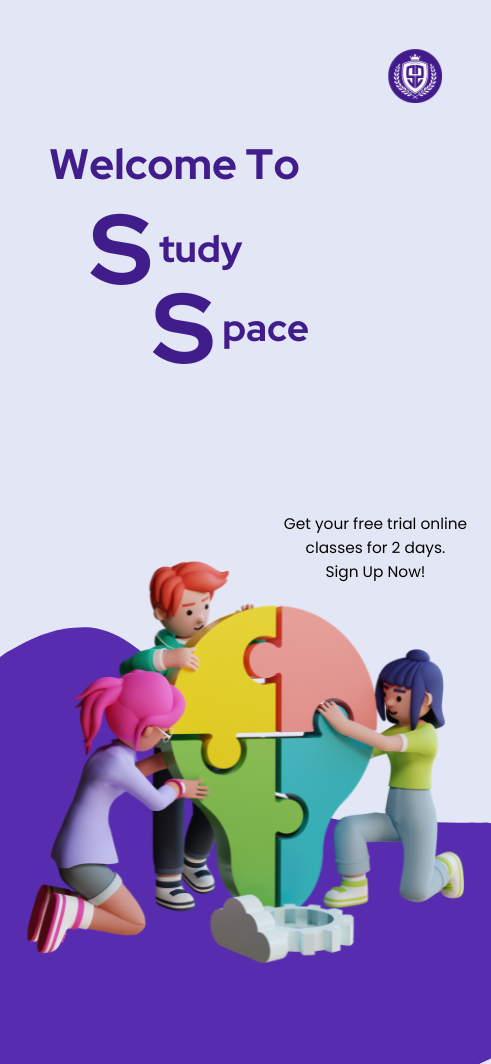 Welcome To
Study
Space
Get your free trial online
classes for 2 days.
Sign Up Now!